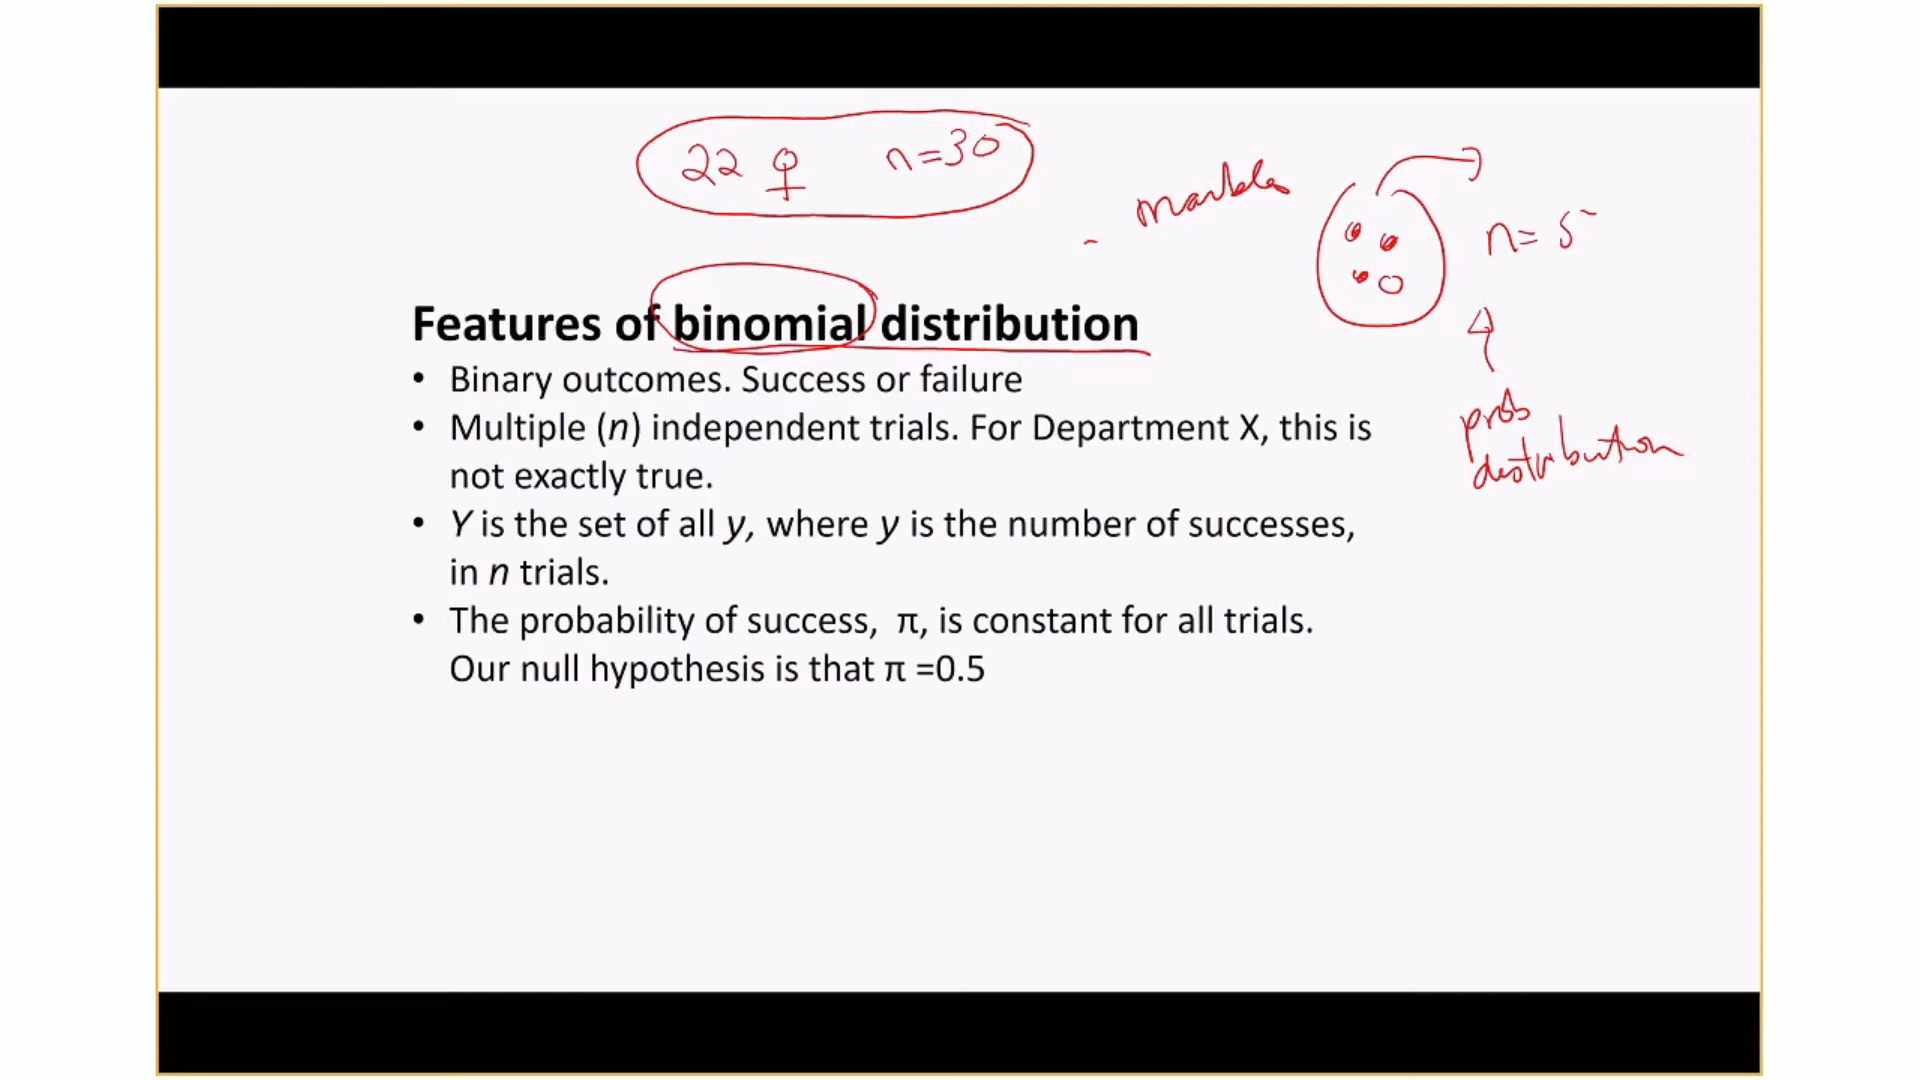 22 ♀ n=30
marbles
n= 5
Features of binomial distribution
• Binary outcomes. Success or failure
• Multiple (n) independent trials. For Department X, this is
not exactly true.
• Y is the set of all y, where y is the number of successes,
in n trials.
• The probability of success, π, is constant for all trials.
Our null hypothesis is that π =0.5
prob
distribution